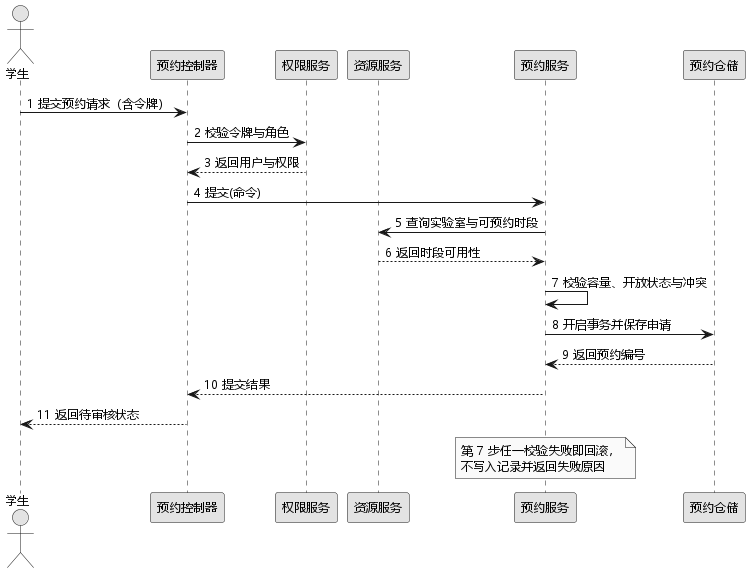 学生
预约控制器
权限服务
资源服务
预约服务
预约仓储
1 提交预约请求（含令牌）
2 校验令牌与角色
3 返回用户与权限
4 提交(命令)
5 查询实验室与可预约时段
6 返回时段可用性
7 校验容量、开放状态与冲突
8 开启事务并保存申请
9 返回预约编号
10 提交结果
11 返回待审核状态
第 7 步任一校验失败即回滚，
不写入记录并返回失败原因
学生
预约控制器
权限服务
资源服务
预约服务
预约仓储